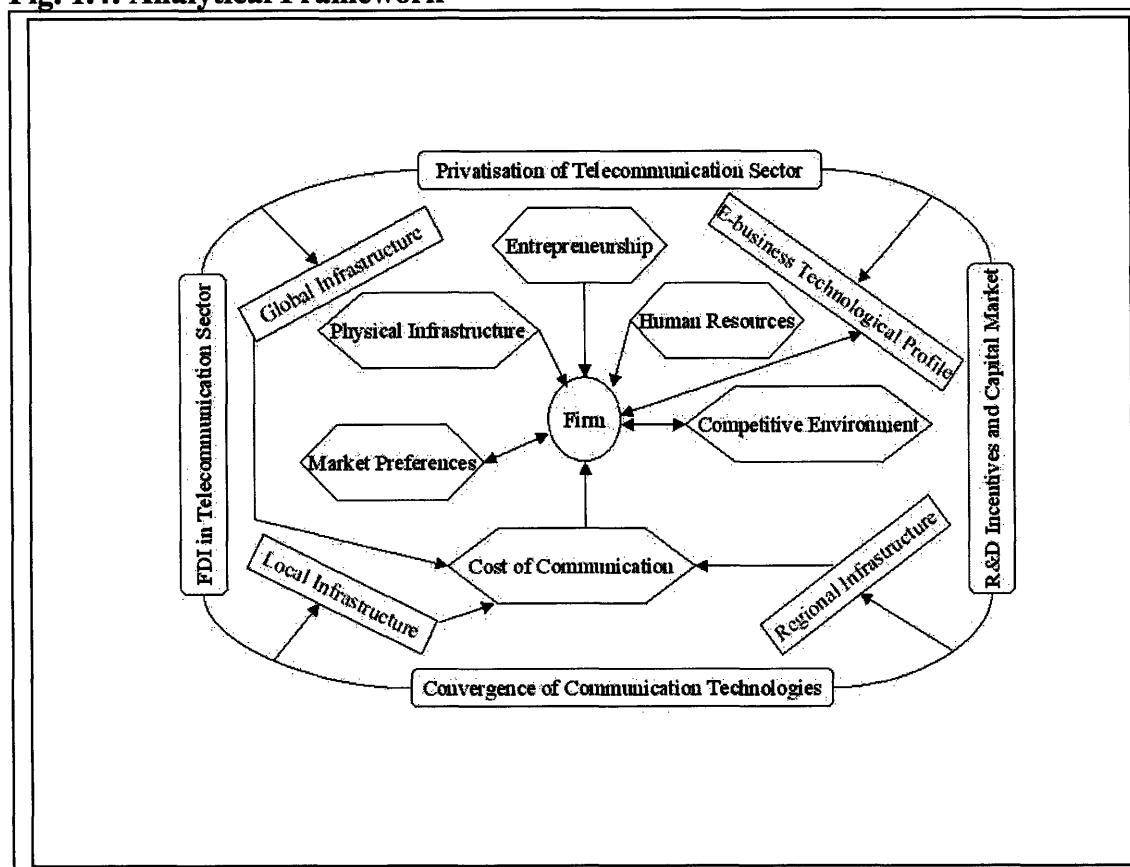 Fig. 1.4: Analytical Framework
Privatisation of Telecommunication Sector
Entrepreneurship
E-business Technological Profile
Global Infrastructure
Physical Infrastructure
Human Resources
FDI in Telecommunication Sector
R&D Incentives and Capital Market
Firm
Competitive Environment
Market Preferences
Cost of Communication
Local Infrastructure
Regional Infrastructure
Convergence of Communication Technologies